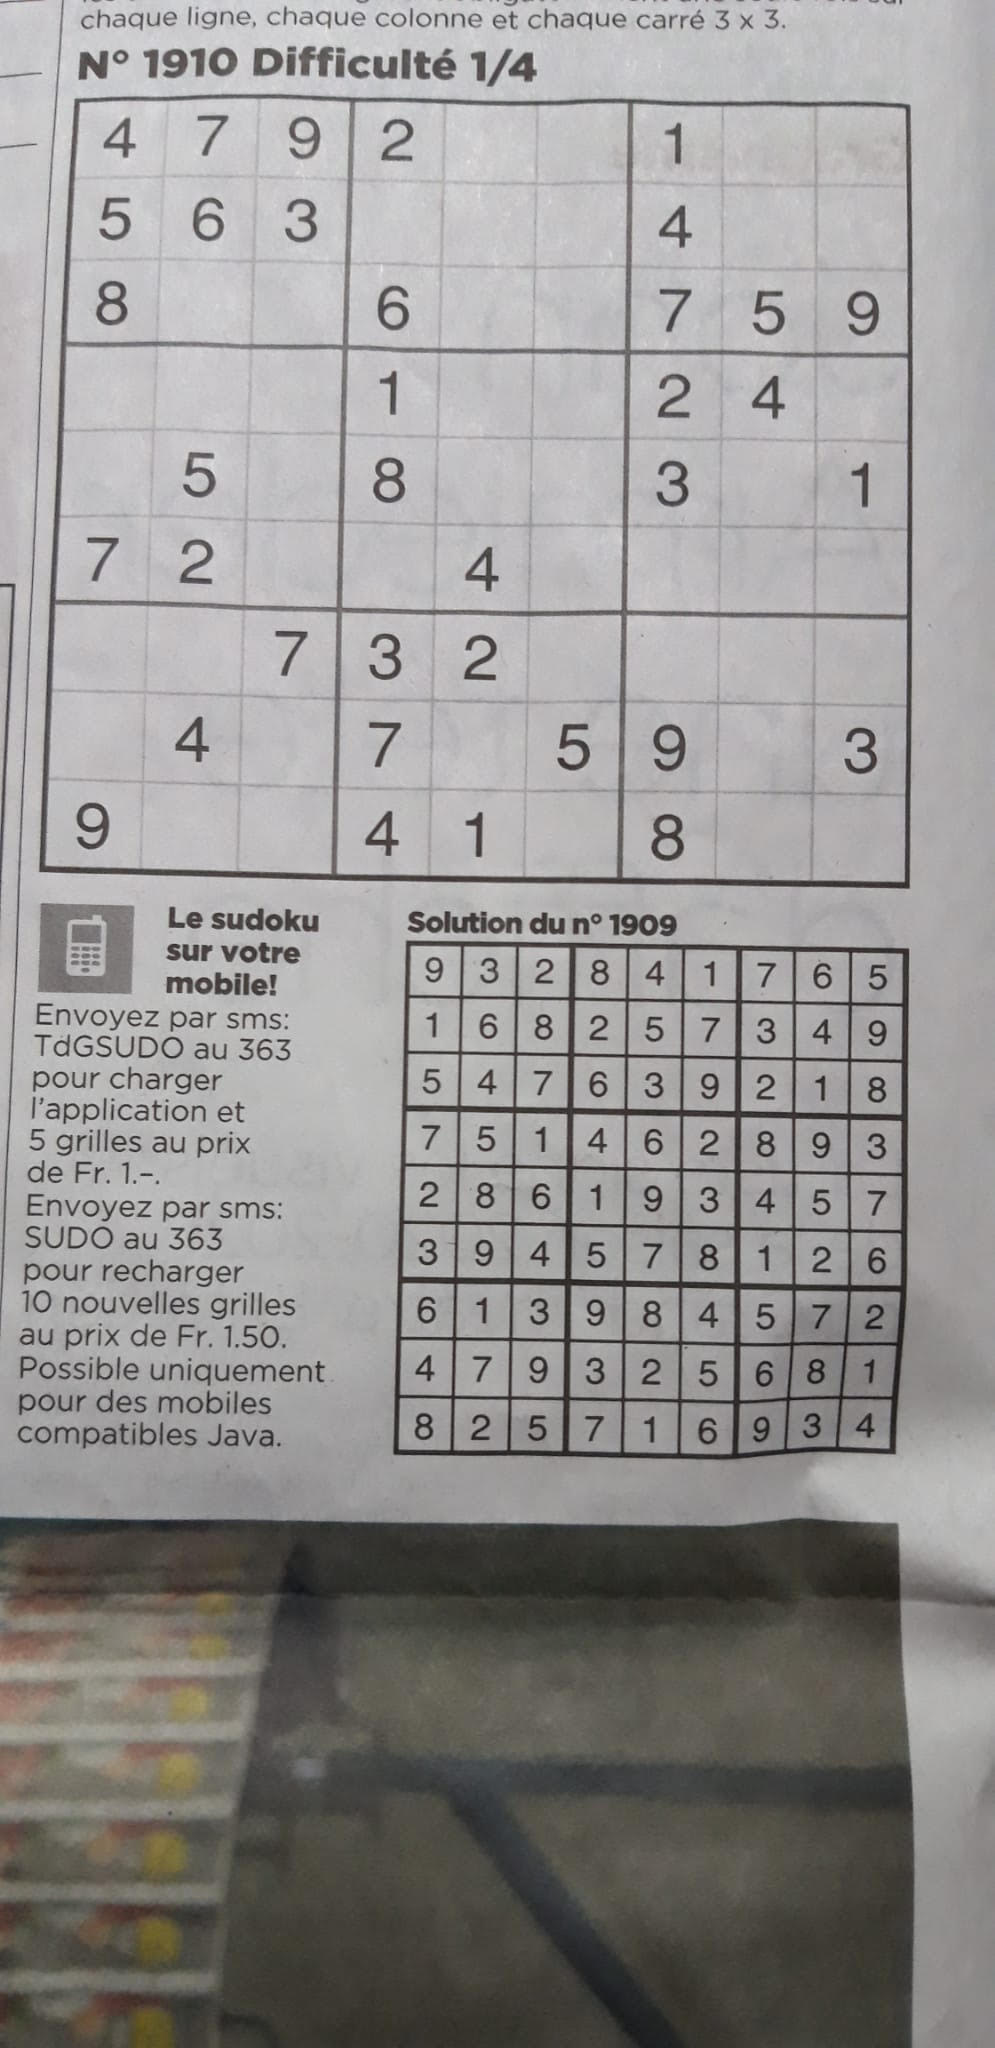 chaque ligne, chaque colonne et chaque carré 3 x 3.
N° 1910 Difficulté 1/4
4 7 9 2 1
5 6 3 4
8 6 7 5 9
1 2 4
5 8 3 1
7 2 4
7 3 2
4 7 5 9 3
9 4 1 8
Le sudoku
sur votre
mobile!
Envoyez par sms:
TdGSUDO au 363
pour charger
l'application et
5 grilles au prix
de Fr. 1.–.
Envoyez par sms:
SUDO au 363
pour recharger
10 nouvelles grilles
au prix de Fr. 1.50.
Possible uniquement
pour des mobiles
compatibles Java.
Solution du n° 1909
9 3 2 8 4 1 7 6 5
1 6 8 2 5 7 3 4 9
5 4 7 6 3 9 2 1 8
7 5 1 4 6 2 8 9 3
2 8 6 1 9 3 4 5 7
3 9 4 5 7 8 1 2 6
6 1 3 9 8 4 5 7 2
4 7 9 3 2 5 6 8 1
8 2 5 7 1 6 9 3 4